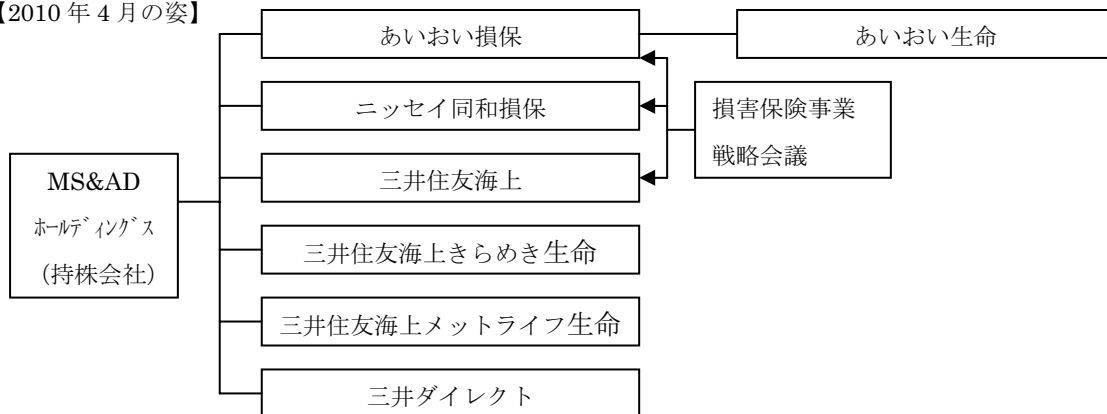 【2010 年 4 月の姿】
あいおい損保
あいおい生命
ニッセイ同和損保
損害保険事業
戦略会議
MS&AD
ﾎｰﾙﾃﾞｨﾝｸﾞｽ
(持株会社)
三井住友海上
三井住友海上きらめき生命
三井住友海上メットライフ生命
三井ダイレクト